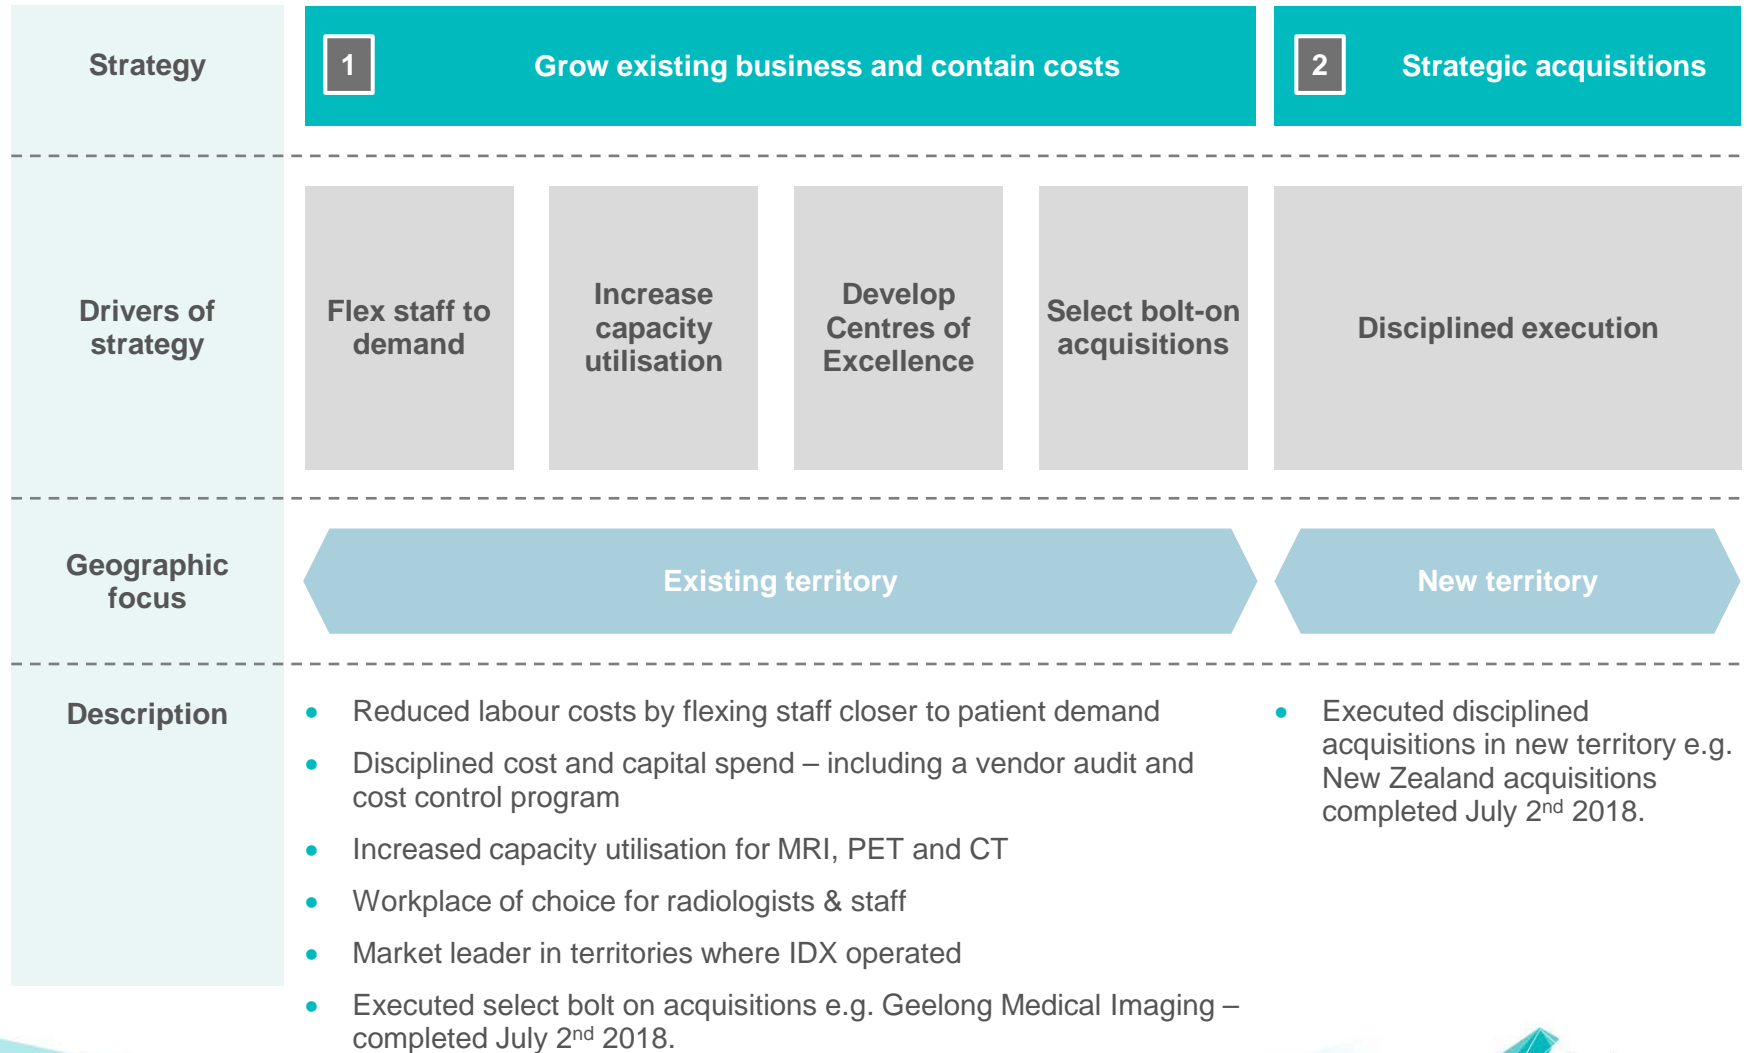 Strategy
1
Grow existing business and contain costs
2
Strategic acquisitions
Drivers of
strategy
Flex staff to
demand
Increase
capacity
utilisation
Develop
Centres of
Excellence
Select bolt-on
acquisitions
Disciplined execution
Geographic
focus
Existing territory
New territory
Description
• Reduced labour costs by flexing staff closer to patient demand
• Disciplined cost and capital spend – including a vendor audit and
cost control program
• Increased capacity utilisation for MRI, PET and CT
• Workplace of choice for radiologists & staff
• Market leader in territories where IDX operated
• Executed select bolt on acquisitions e.g. Geelong Medical Imaging –
completed July 2nd 2018.
• Executed disciplined
acquisitions in new territory e.g.
New Zealand acquisitions
completed July 2nd 2018.